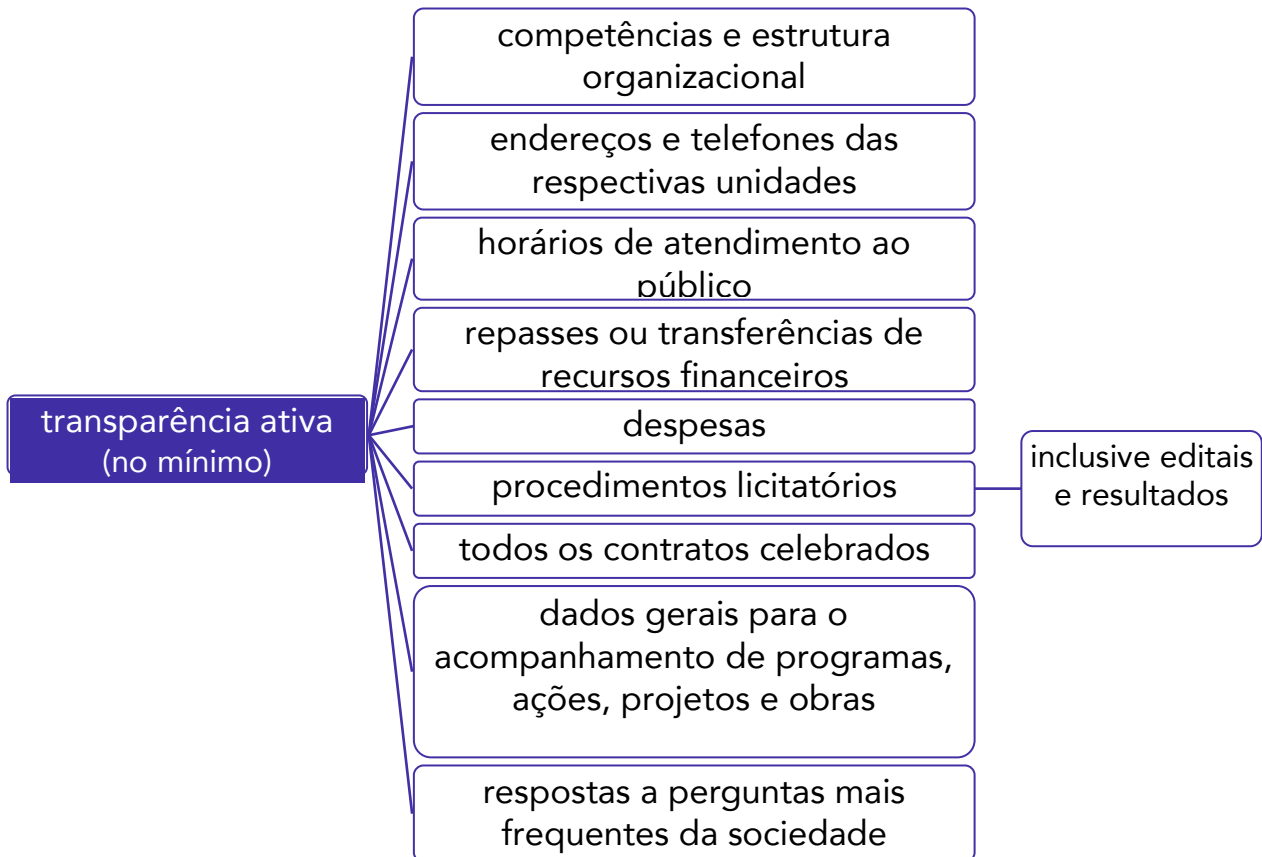 competências e estrutura
organizacional
endereços e telefones das
respectivas unidades
horários de atendimento ao
público
repasses ou transferências de
recursos financeiros
transparência ativa
(no mínimo)
despesas
procedimentos licitatórios
inclusive editais
e resultados
todos os contratos celebrados
dados gerais para o
acompanhamento de programas,
ações, projetos e obras
respostas a perguntas mais
frequentes da sociedade